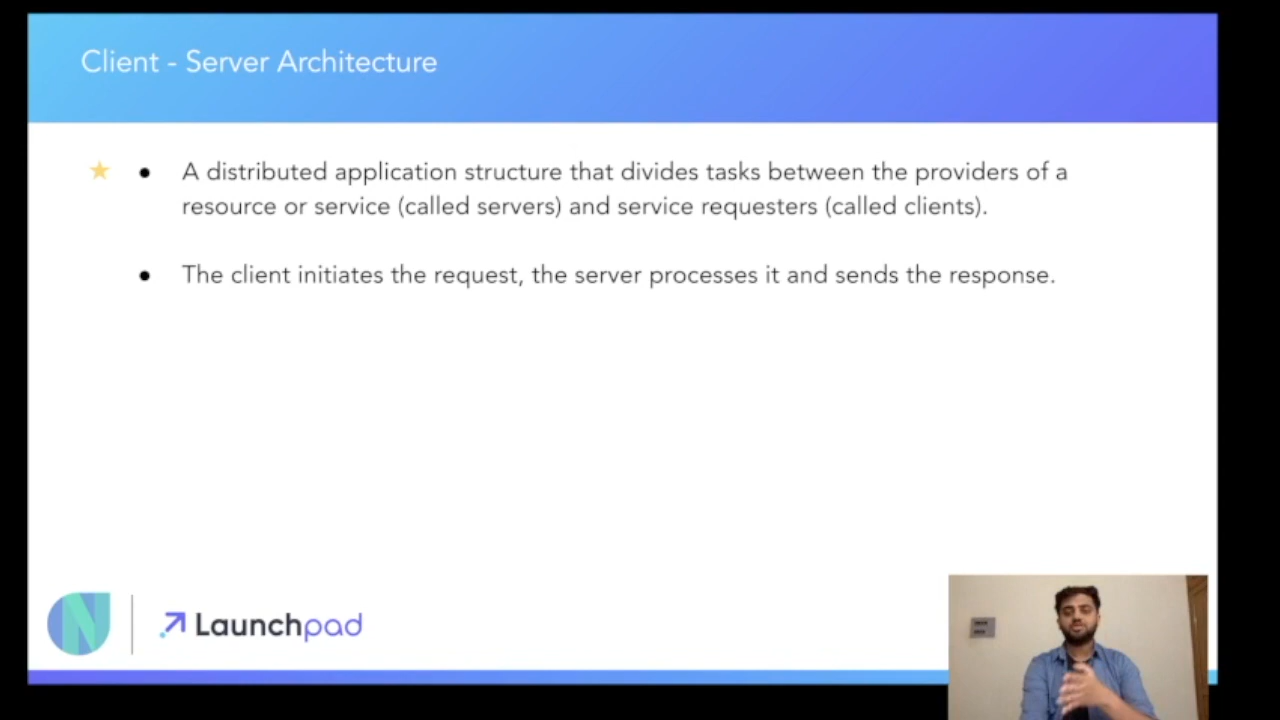 Client - Server Architecture
● A distributed application structure that divides tasks between the providers of a
resource or service (called servers) and service requesters (called clients).
● The client initiates the request, the server processes it and sends the response.
N
Launchpad